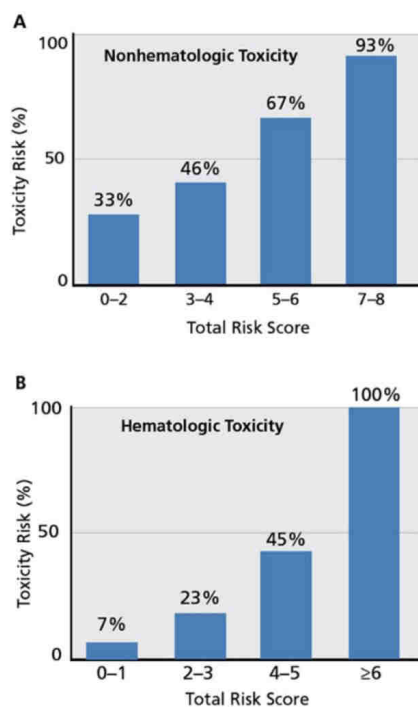 A
100
Nonhematologic Toxicity
93%
67%
46%
33%
50
0
Toxicity Risk (%)
0–2 3–4 5–6 7–8
Total Risk Score
B
100
Hematologic Toxicity
100%
45%
23%
7%
50
0
Toxicity Risk (%)
0–1 2–3 4–5 ≥6
Total Risk Score